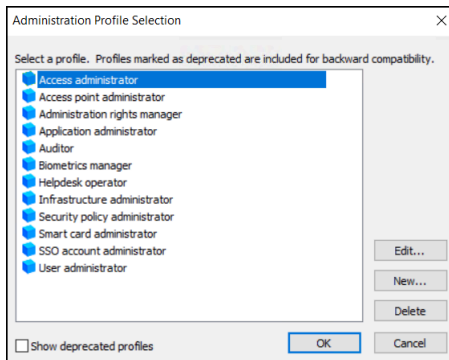 Administration Profile Selection
Select a profile. Profiles marked as deprecated are included for backward compatibility.
Access administrator
Access point administrator
Administration rights manager
Application administrator
Auditor
Biometrics manager
Helpdesk operator
Infrastructure administrator
Security policy administrator
Smart card administrator
SSO account administrator
User administrator
Edit...
New...
Delete
Show deprecated profiles
OK
Cancel